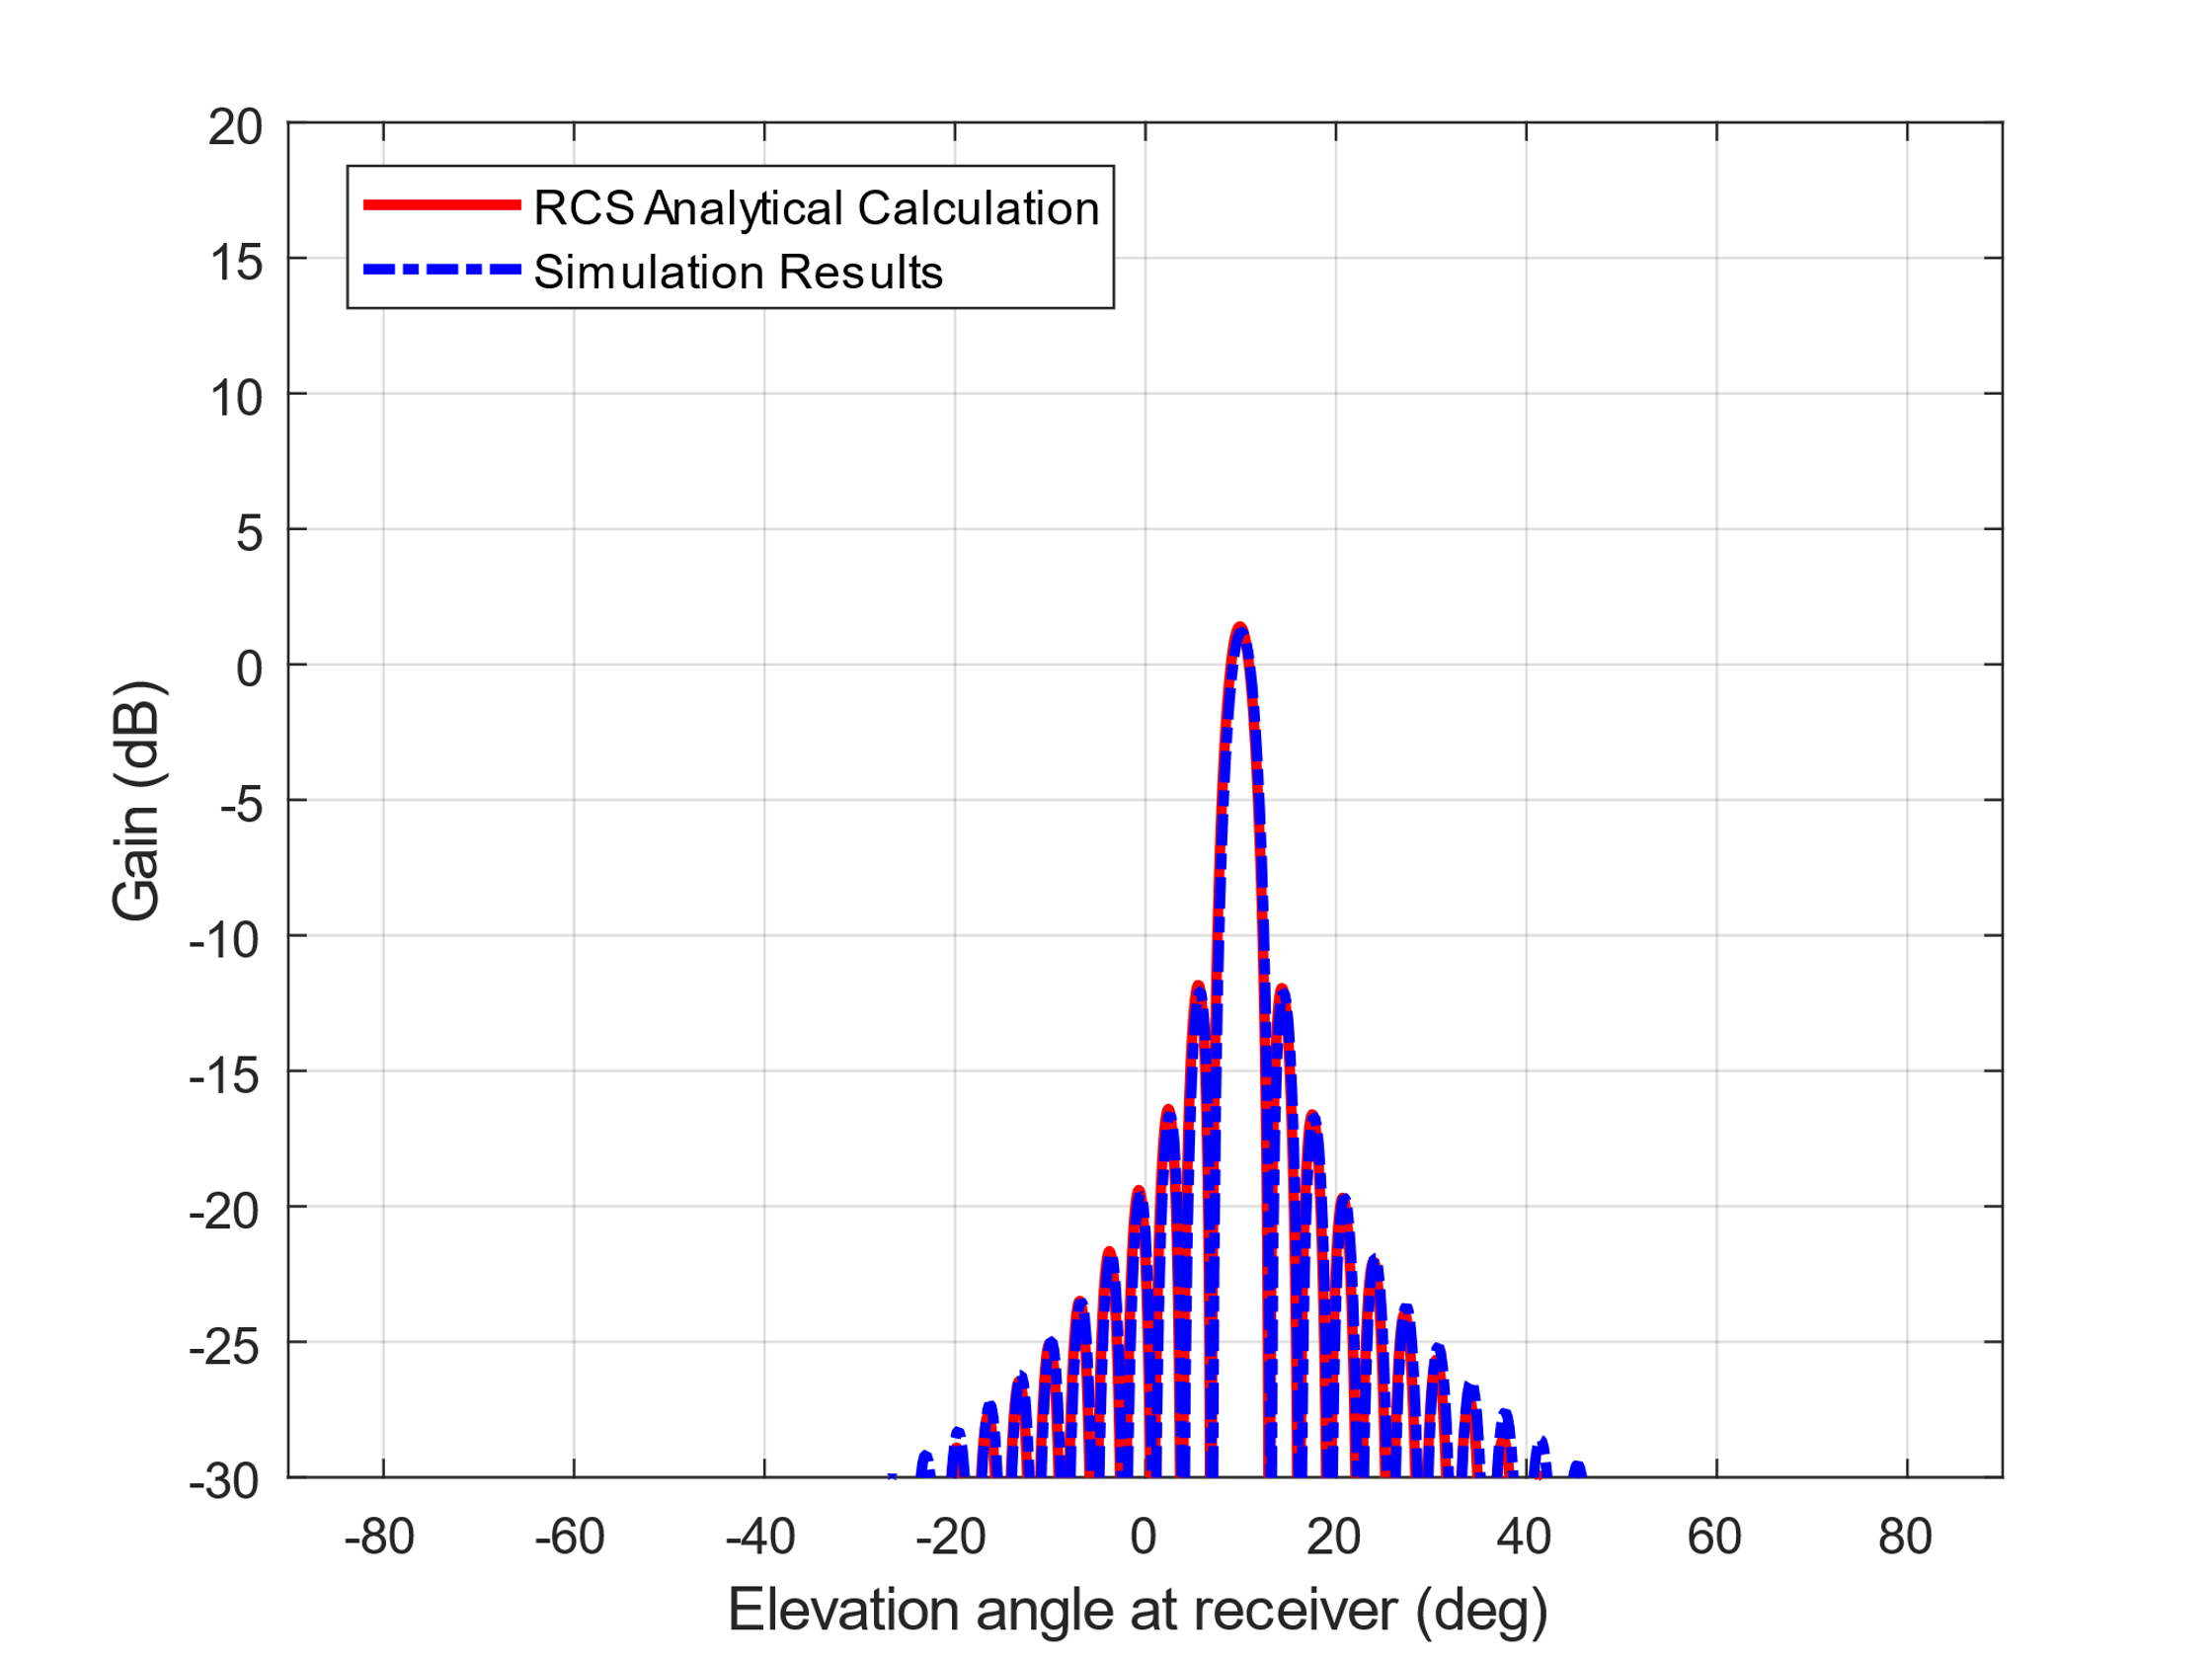 20
15
10
5
0
-5
-10
-15
-20
-25
-30
Gain (dB)
RCS Analytical Calculation
Simulation Results
-80 -60 -40 -20 0 20 40 60 80
Elevation angle at receiver (deg)